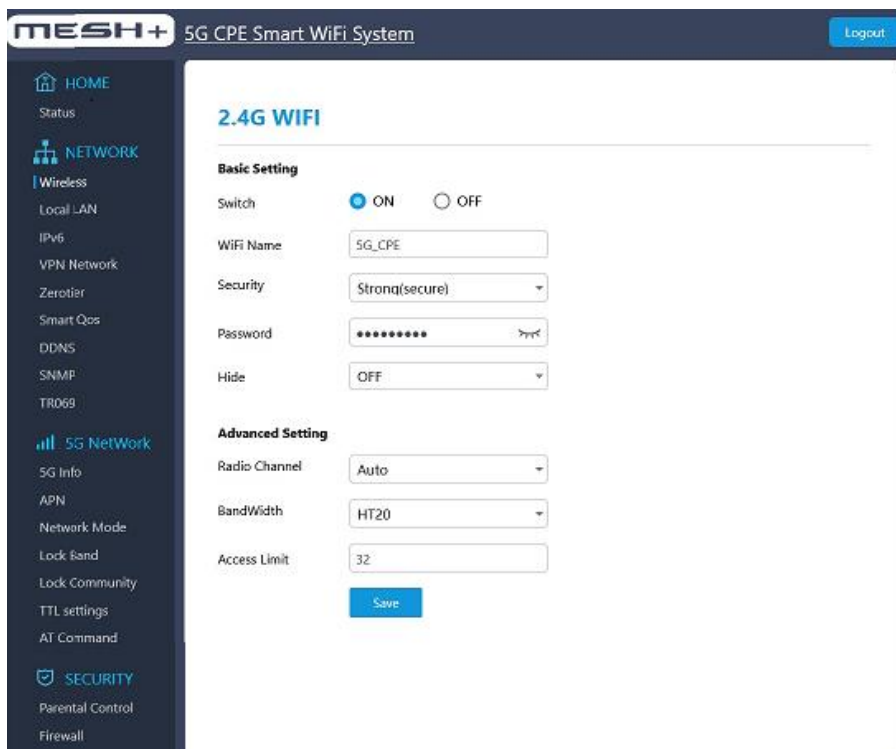 MESH+ 5G CPE Smart WiFi System Logout
HOME
Status
NETWORK
Wireless
Local LAN
IPv6
VPN Network
Zerotier
Smart Qos
DDNS
SNMP
TR069
5G NetWork
5G Info
APN
Network Mode
Lock Band
Lock Community
TTL settings
AT Command
SECURITY
Parental Control
Firewall
2.4G WIFI
Basic Setting
Switch ON OFF
WiFi Name 5G_CPE
Security Strong(secure)
Password •••••••••
Hide OFF
Advanced Setting
Radio Channel Auto
BandWidth HT20
Access Limit 32
Save